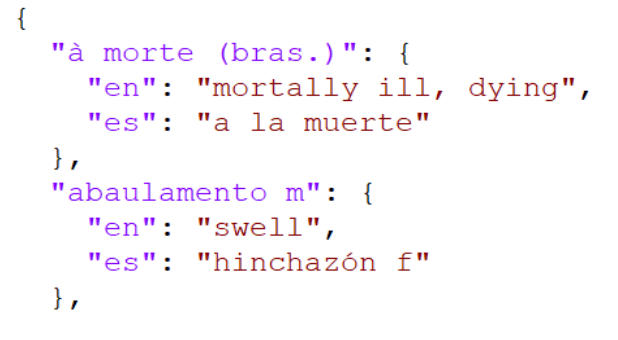 {
"à morte (bras.)": {
"en": "mortally ill, dying",
"es": "a la muerte"
},
"abaulamento m": {
"en": "swell",
"es": "hinchazón f"
},